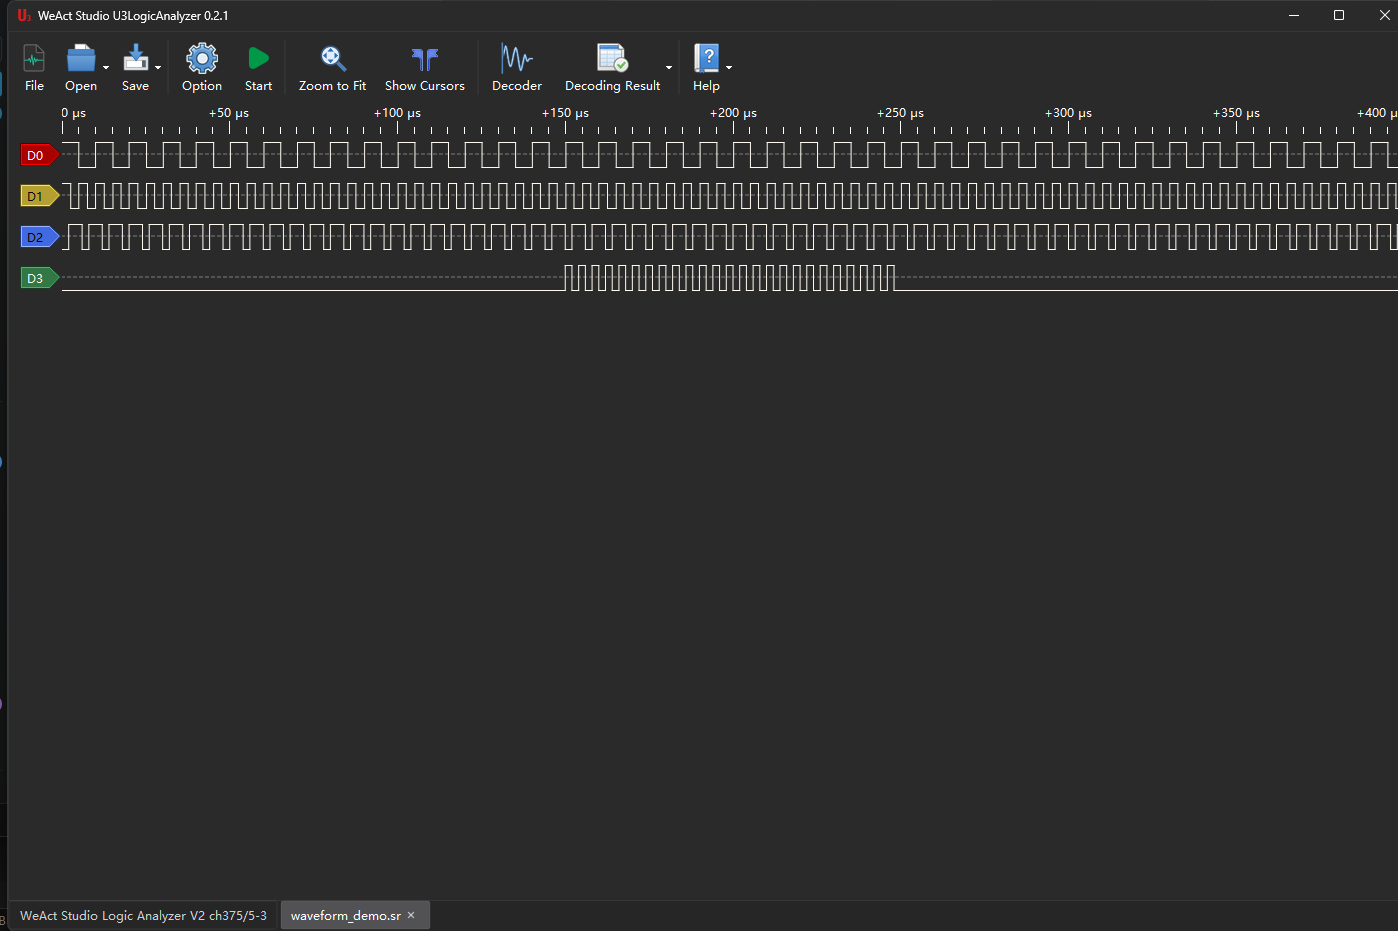 U3 WeAct Studio U3LogicAnalyzer 0.2.1
File Open Save Option Start Zoom to Fit Show Cursors Decoder Decoding Result Help
0 µs +50 µs +100 µs +150 µs +200 µs +250 µs +300 µs +350 µs +400 µ
D0
D1
D2
D3
WeAct Studio Logic Analyzer V2 ch375/5-3 waveform_demo.sr ×